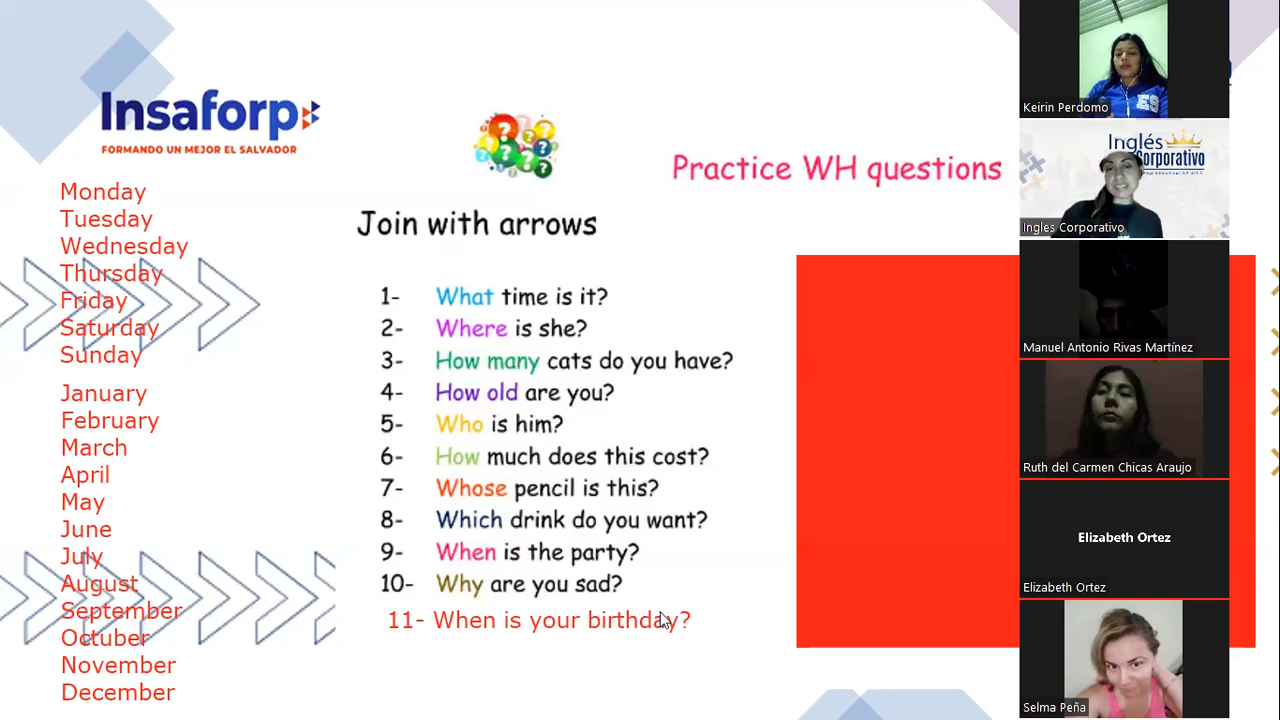 Insaforp
FORMANDO UN MEJOR EL SALVADOR
Practice WH questions
Join with arrows
Monday
Tuesday
Wednesday
Thursday
Friday
Saturday
Sunday
January
February
March
April
May
June
July
August
September
Octuber
November
December
1- What time is it?
2- Where is she?
3- How many cats do you have?
4- How old are you?
5- Who is him?
6- How much does this cost?
7- Whose pencil is this?
8- Which drink do you want?
9- When is the party?
10- Why are you sad?
11- When is your birthday?
ES
Keirin Perdomo
Inglés
Corporativo
Ingles Corporativo
Manuel Antonio Rivas Martínez
Ruth del Carmen Chicas Araujo
Elizabeth Ortez
Elizabeth Ortez
Selma Peña